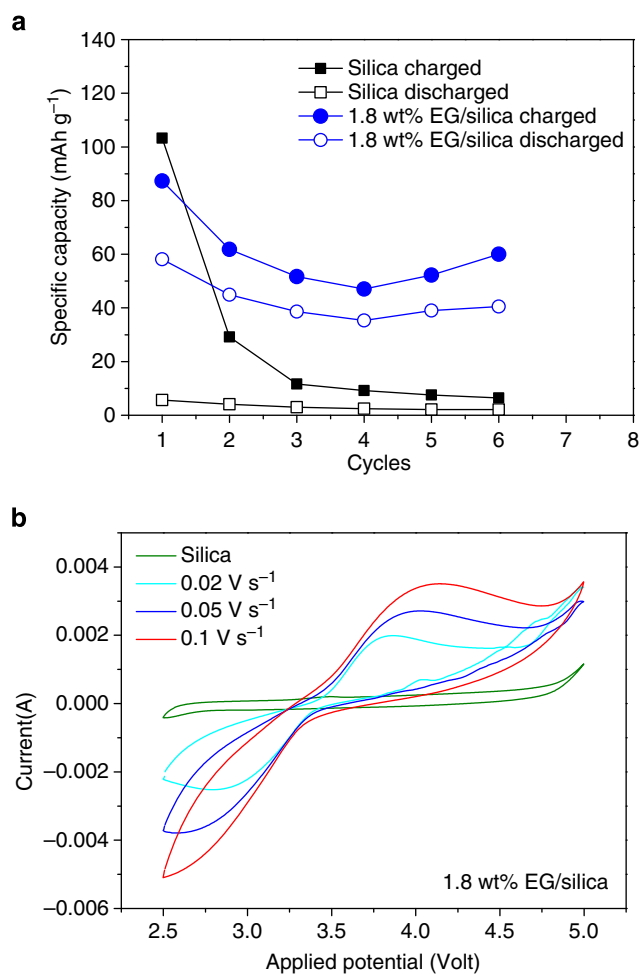 a
140
120
100
80
60
40
20
0
Specific capacity (mAh g⁻¹)
Silica charged
Silica discharged
1.8 wt% EG/silica charged
1.8 wt% EG/silica discharged
1 2 3 4 5 6 7 8
Cycles
b
0.004
0.002
0.000
−0.002
−0.004
−0.006
Current(A)
Silica
0.02 V s⁻¹
0.05 V s⁻¹
0.1 V s⁻¹
1.8 wt% EG/silica
2.5 3.0 3.5 4.0 4.5 5.0
Applied potential (Volt)